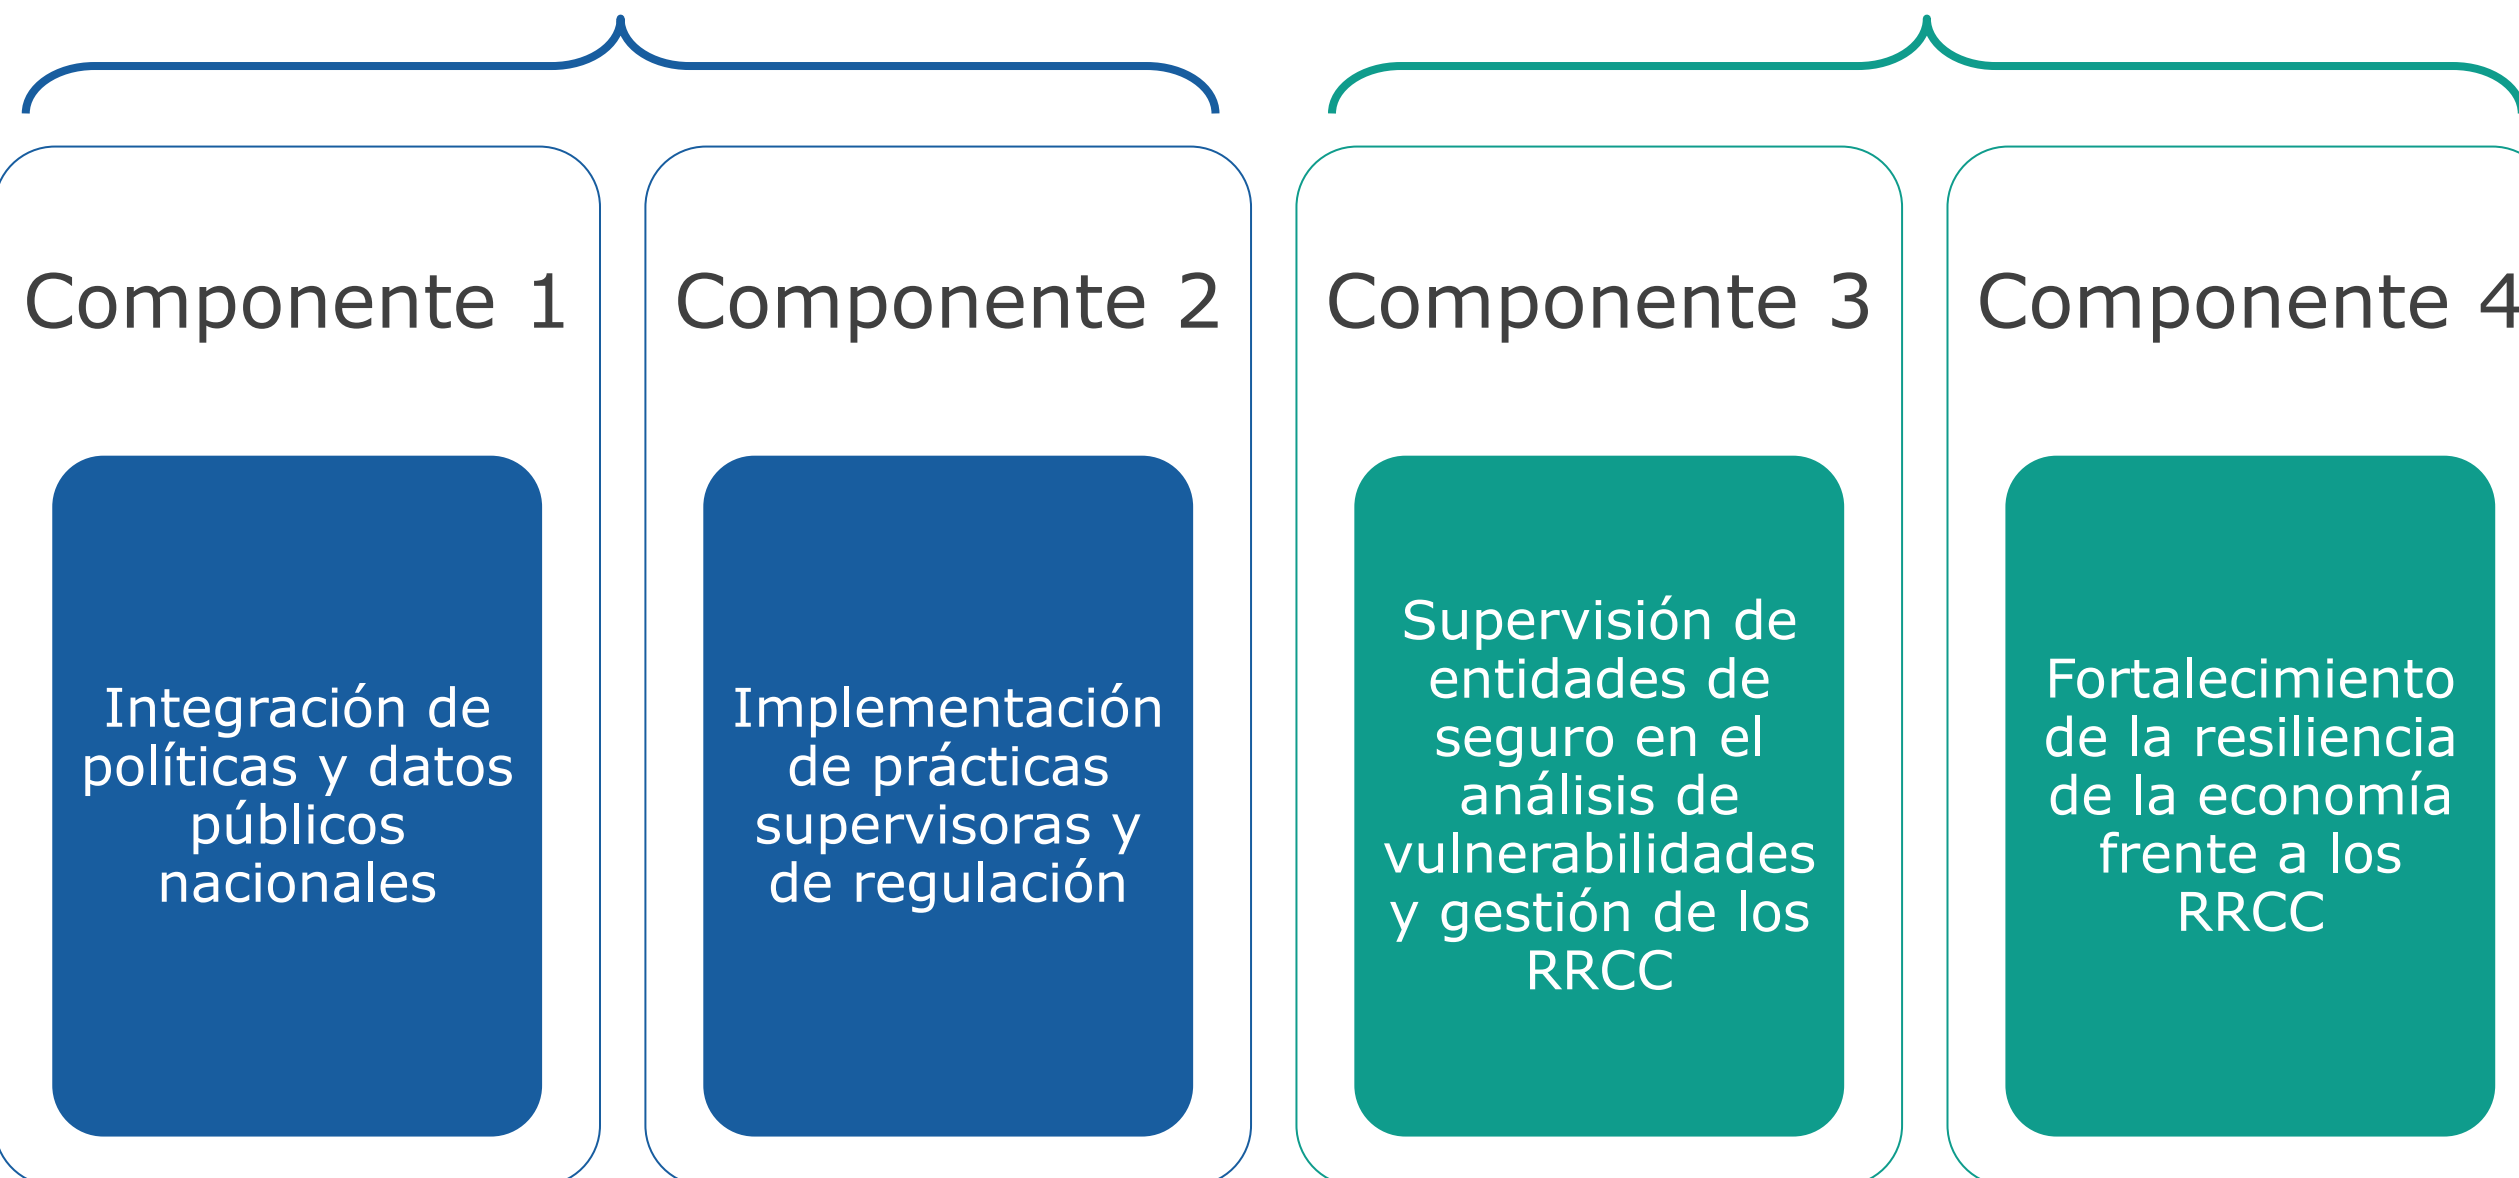 Componente 1
Integración de
políticas y datos
públicos
nacionales
Componente 2
Implementación
de prácticas
supervisoras y
de regulación
Componente 3
Supervisión de
entidades de
seguro en el
análisis de
vulnerabilidades
y gestión de los
RRCC
Componente 4
Fortalecimiento
de la resiliencia
de la economía
frente a los
RRCC